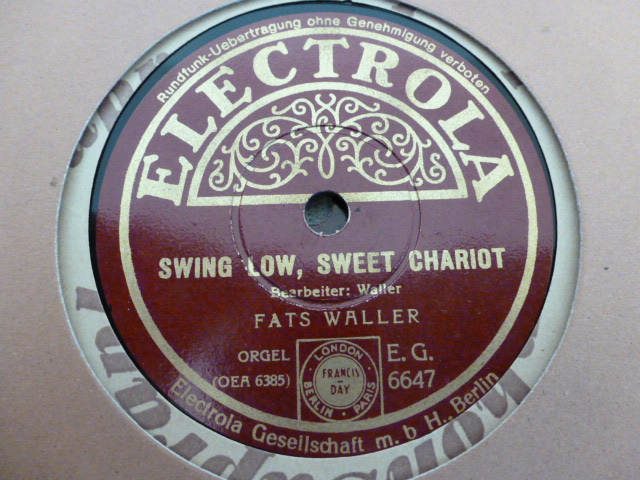 Rundfunk-Uebertragung ohne Genehmigung verboten
ELECTROLA
SWING LOW, SWEET CHARIOT
Bearbeiter: Waller
FATS WALLER
ORGEL
(OEA 6385)
LONDON
FRANCIS
DAY
BERLIN
PARIS
E.G.
6647
Electrola Gesellschaft m. b H., Berlin